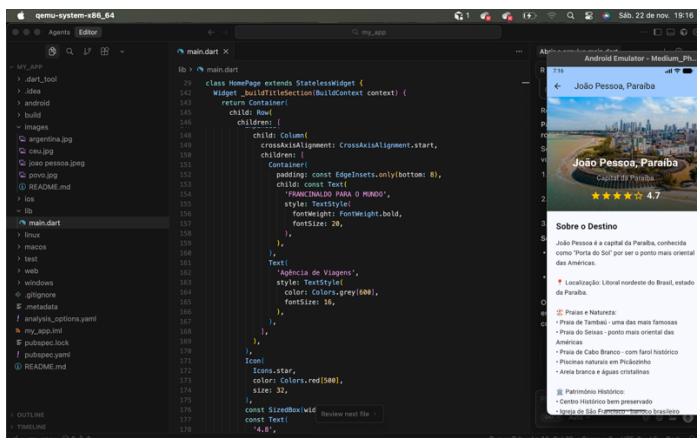 qemu-system-x86_64
1
Sáb. 22 de nov. 19:16
Agents Editor
my_app
MY_APP
.dart_tool
.idea
android
build
images
argentina.jpg
ceu.jpg
joao pessoa.jpeg
povo.jpg
README.md
ios
lib
main.dart
linux
macos
test
web
windows
.gitignore
.metadata
analysis_options.yaml
my_app.iml
pubspec.lock
pubspec.yaml
README.md
OUTLINE
TIMELINE
main.dart
lib > main.dart
29 class HomePage extends StatelessWidget {
142 Widget _buildTitleSection(BuildContext context) {
143 return Container(
145 child: Row(
146 children: [
148 child: Column(
149 crossAxisAlignment: CrossAxisAlignment.start,
150 children: [
151 Container(
152 padding: const EdgeInsets.only(bottom: 8),
153 child: const Text(
154 'FRANCINALDO PARA O MUNDO',
155 style: TextStyle(
156 fontWeight: FontWeight.bold,
157 fontSize: 20,
158 ),
159 ),
160 ),
161 Text(
162 'Agência de Viagens',
163 style: TextStyle(
164 color: Colors.grey[600],
165 fontSize: 16,
166 ),
167 ),
168 ],
169 ),
170 ),
171 Icon(
172 Icons.star,
173 color: Colors.red[500],
174 size: 32,
175 ),
176 const SizedBox(wid
177 const Text(
178 '4.8',
Review next file
Android Emulator - Medium_Ph...
7:16
João Pessoa, Paraíba
João Pessoa, Paraíba
Capital da Paraíba
4.7
Sobre o Destino
João Pessoa é a capital da Paraíba, conhecida
como "Porta do Sol" por ser o ponto mais oriental
das Américas.
Localização: Litoral nordeste do Brasil, estado
da Paraíba.
Praias e Natureza:
• Praia de Tambaú - uma das mais famosas
• Praia do Seixas - ponto mais oriental das
Américas
• Praia de Cabo Branco - com farol histórico
• Piscinas naturais em Picãozinho
• Areia branca e águas cristalinas
Patrimônio Histórico:
• Centro Histórico bem preservado
• Igreja de São Francisco - barroco brasileiro